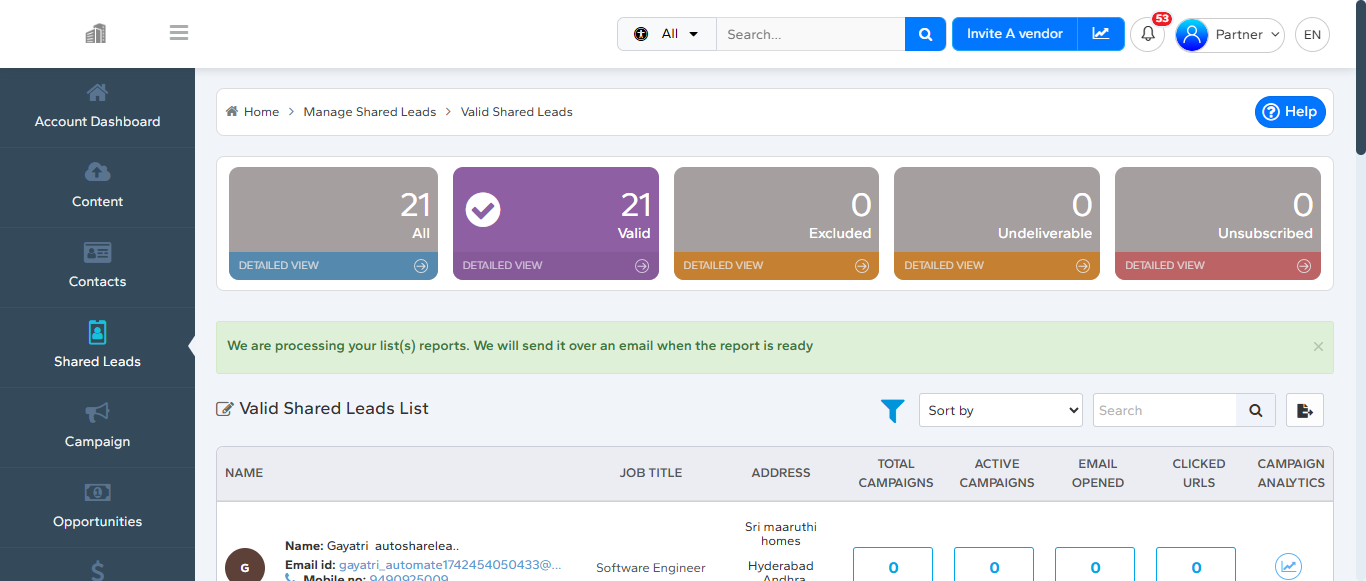 All
Search...
Invite A vendor
53
Partner
EN
Account Dashboard
Content
Contacts
Shared Leads
Campaign
Opportunities
Home > Manage Shared Leads > Valid Shared Leads
Help
21
All
DETAILED VIEW
21
Valid
DETAILED VIEW
0
Excluded
DETAILED VIEW
0
Undeliverable
DETAILED VIEW
0
Unsubscribed
DETAILED VIEW
We are processing your list(s) reports. We will send it over an email when the report is ready
×
Valid Shared Leads List
Sort by
Search
NAME
JOB TITLE
ADDRESS
TOTAL
CAMPAIGNS
ACTIVE
CAMPAIGNS
EMAIL
OPENED
CLICKED
URLS
CAMPAIGN
ANALYTICS
G
Name: Gayatri autosharelea..
Email id: gayatri_automate1742454050433@...
Mobile no: 9490925009
Software Engineer
Sri maaruthi
homes
Hyderabad
Andhra
0
0
0
0